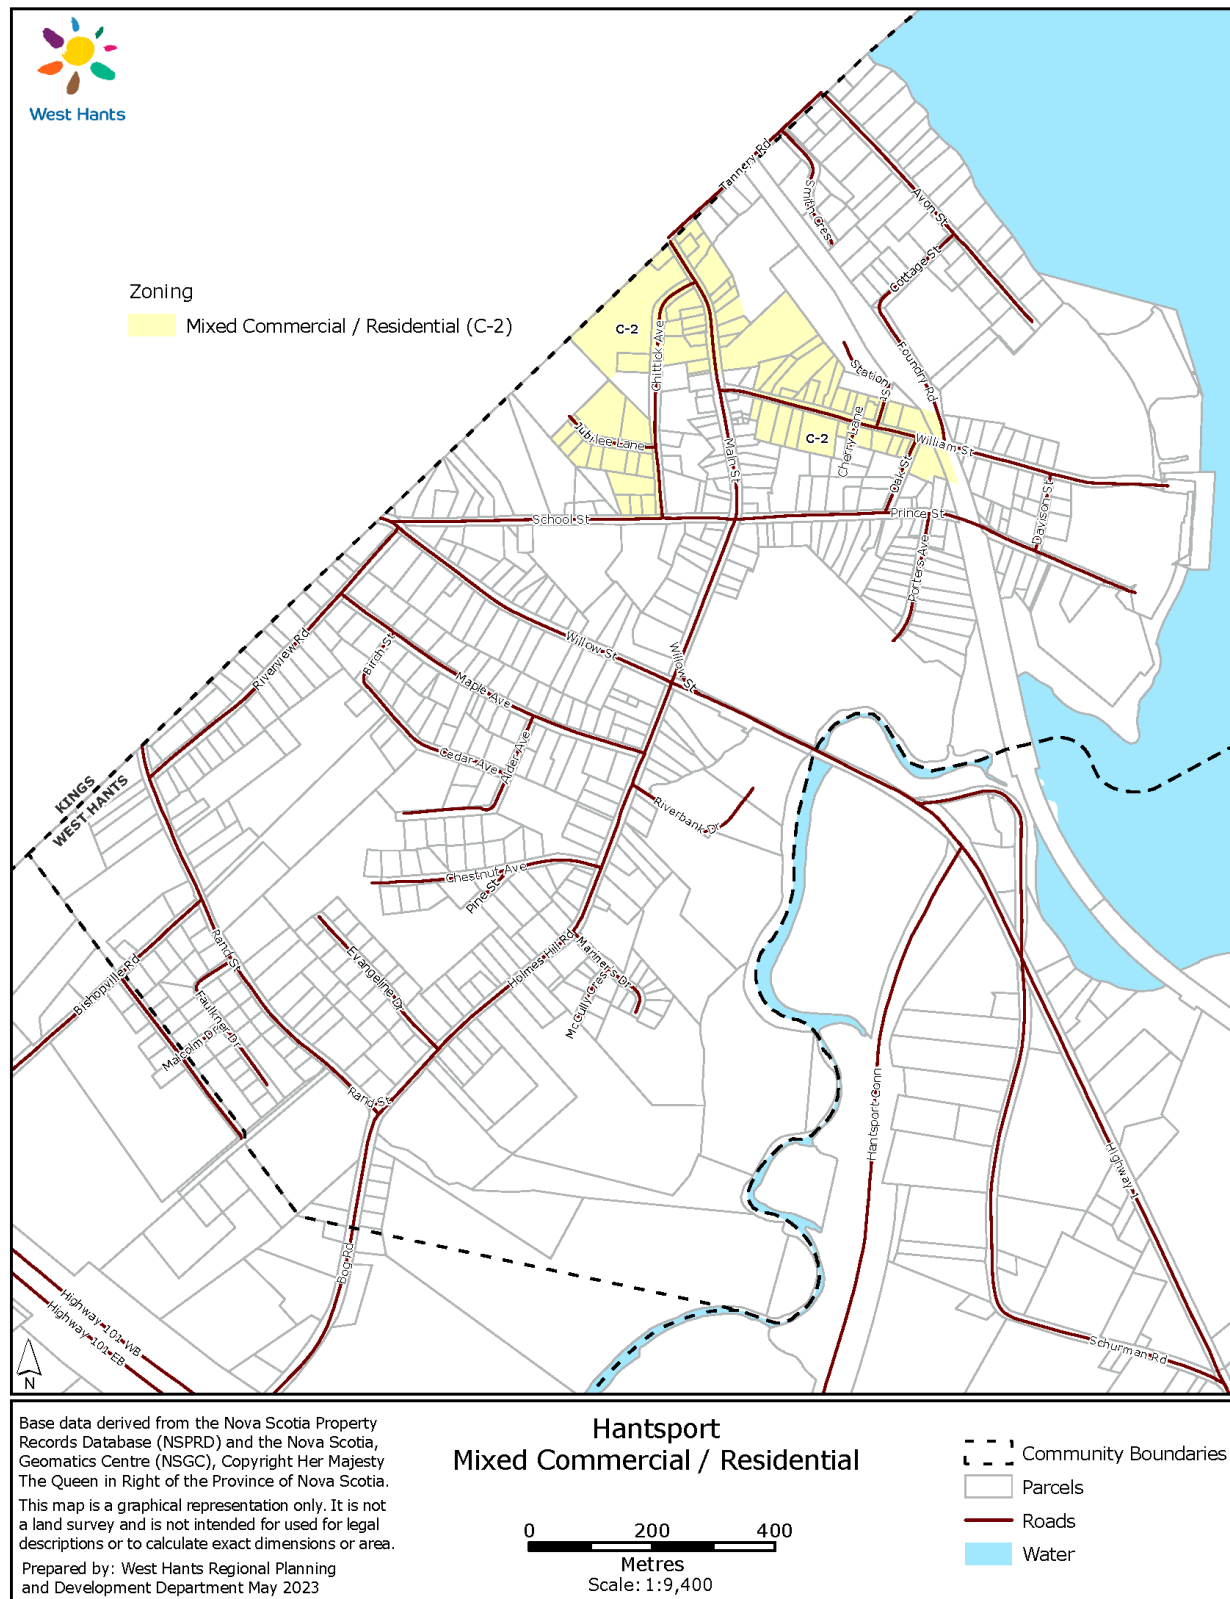 West Hants
Zoning
Mixed Commercial / Residential (C-2)
Tannery Rd
Smith Cres
Avon St
Cottage St
C-2
Chittick Ave
Foundry Rd
Station St
Jubilee Lane
Main St
C-2
Cherry Lane
William St
Oak St
School St
Prince St
Davison St
Porters Ave
Willow St
Willow St
Riverview Rd
Birch St
Maple Ave
Cedar Ave
Alder Ave
KINGS
WEST HANTS
Riverbank Dr
Chestnut Ave
Pine St
Rand St
Evangeline Dr
Holmes Hill Rd
Mariner's Dr
McCully Cres
Bishopville Rd
Faulkner Dr
Malcolm Dr
Rand St
Hantsport Conn
Highway 1
Bog Rd
Highway 101 WB
Highway 101 EB
Schurman Rd
N
Base data derived from the Nova Scotia Property
Records Database (NSPRD) and the Nova Scotia,
Geomatics Centre (NSGC), Copyright Her Majesty
The Queen in Right of the Province of Nova Scotia.
This map is a graphical representation only. It is not
a land survey and is not intended for used for legal
descriptions or to calculate exact dimensions or area.
Prepared by: West Hants Regional Planning
and Development Department May 2023
Hantsport
Mixed Commercial / Residential
0 200 400
Metres
Scale: 1:9,400
Community Boundaries
Parcels
Roads
Water